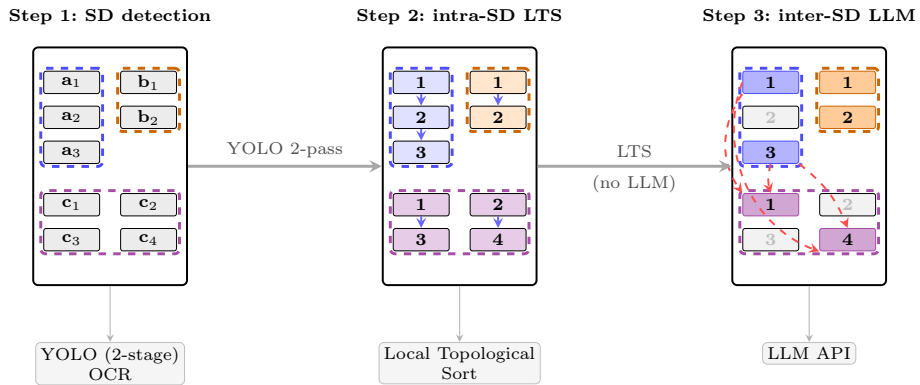 Step 1: SD detection
Step 2: intra-SD LTS
Step 3: inter-SD LLM
a₁ b₁
a₂ b₂
a₃
c₁ c₂
c₃ c₄
YOLO 2-pass
1 1
2 2
3
1 2
3 4
LTS
(no LLM)
1 1
2 2
3
1 2
3 4
YOLO (2-stage)
OCR
Local Topological
Sort
LLM API